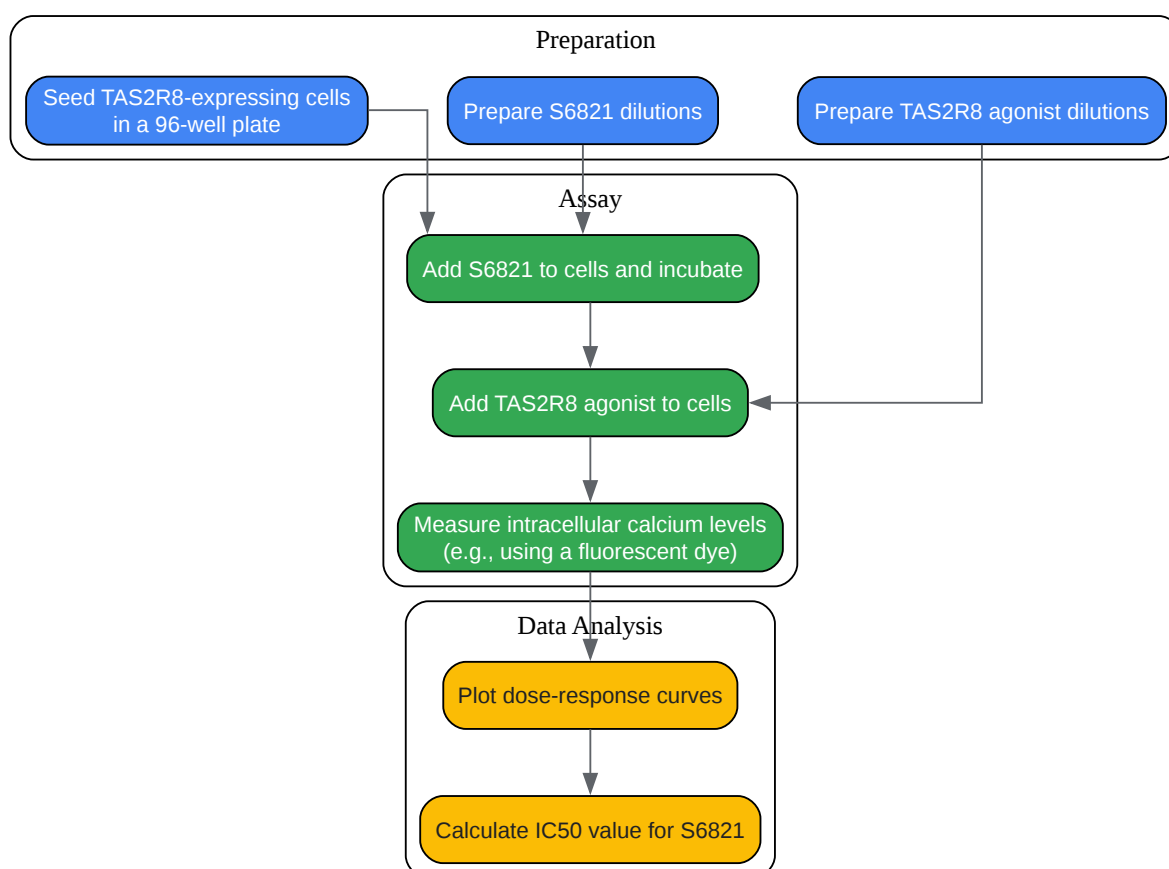 Preparation
Seed TAS2R8-expressing cells
in a 96-well plate
Prepare S6821 dilutions
Prepare TAS2R8 agonist dilutions
Assay
Add S6821 to cells and incubate
Add TAS2R8 agonist to cells
Measure intracellular calcium levels
(e.g., using a fluorescent dye)
Data Analysis
Plot dose-response curves
Calculate IC50 value for S6821